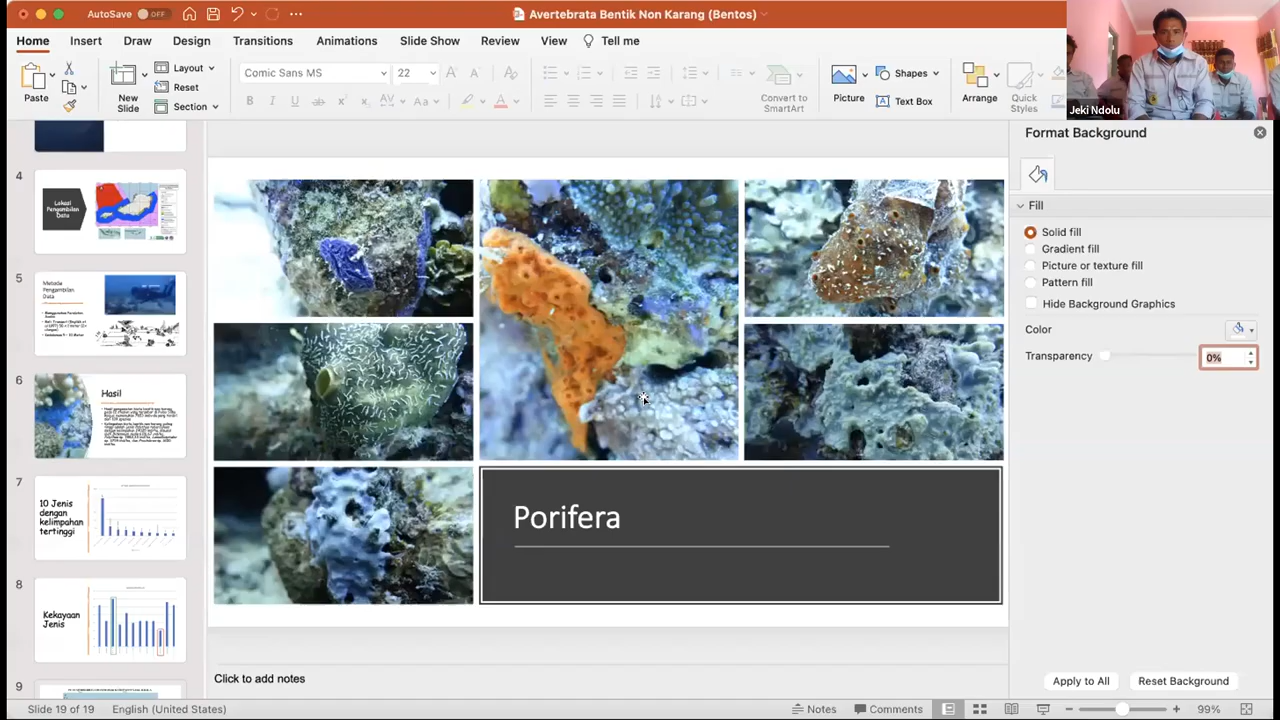 AutoSave OFF
Avertebrata Bentik Non Karang (Bentos)
Home Insert Draw Design Transitions Animations Slide Show Review View Tell me
Paste
New Slide
Layout
Reset
Section
Comic Sans MS 22
Convert to SmartArt
Picture
Shapes
Text Box
Arrange
Quick Styles
Jeki Ndolu
4
Lokasi Pengambilan Data
5
Metoda Pengambilan Data
6
Hasil
7
10 Jenis dengan kelimpahan tertinggi
8
Kekayaan Jenis
9
Porifera
Click to add notes
Format Background
Fill
Solid fill
Gradient fill
Picture or texture fill
Pattern fill
Hide Background Graphics
Color
Transparency 0%
Apply to All Reset Background
Slide 19 of 19 English (United States) Notes Comments 99%